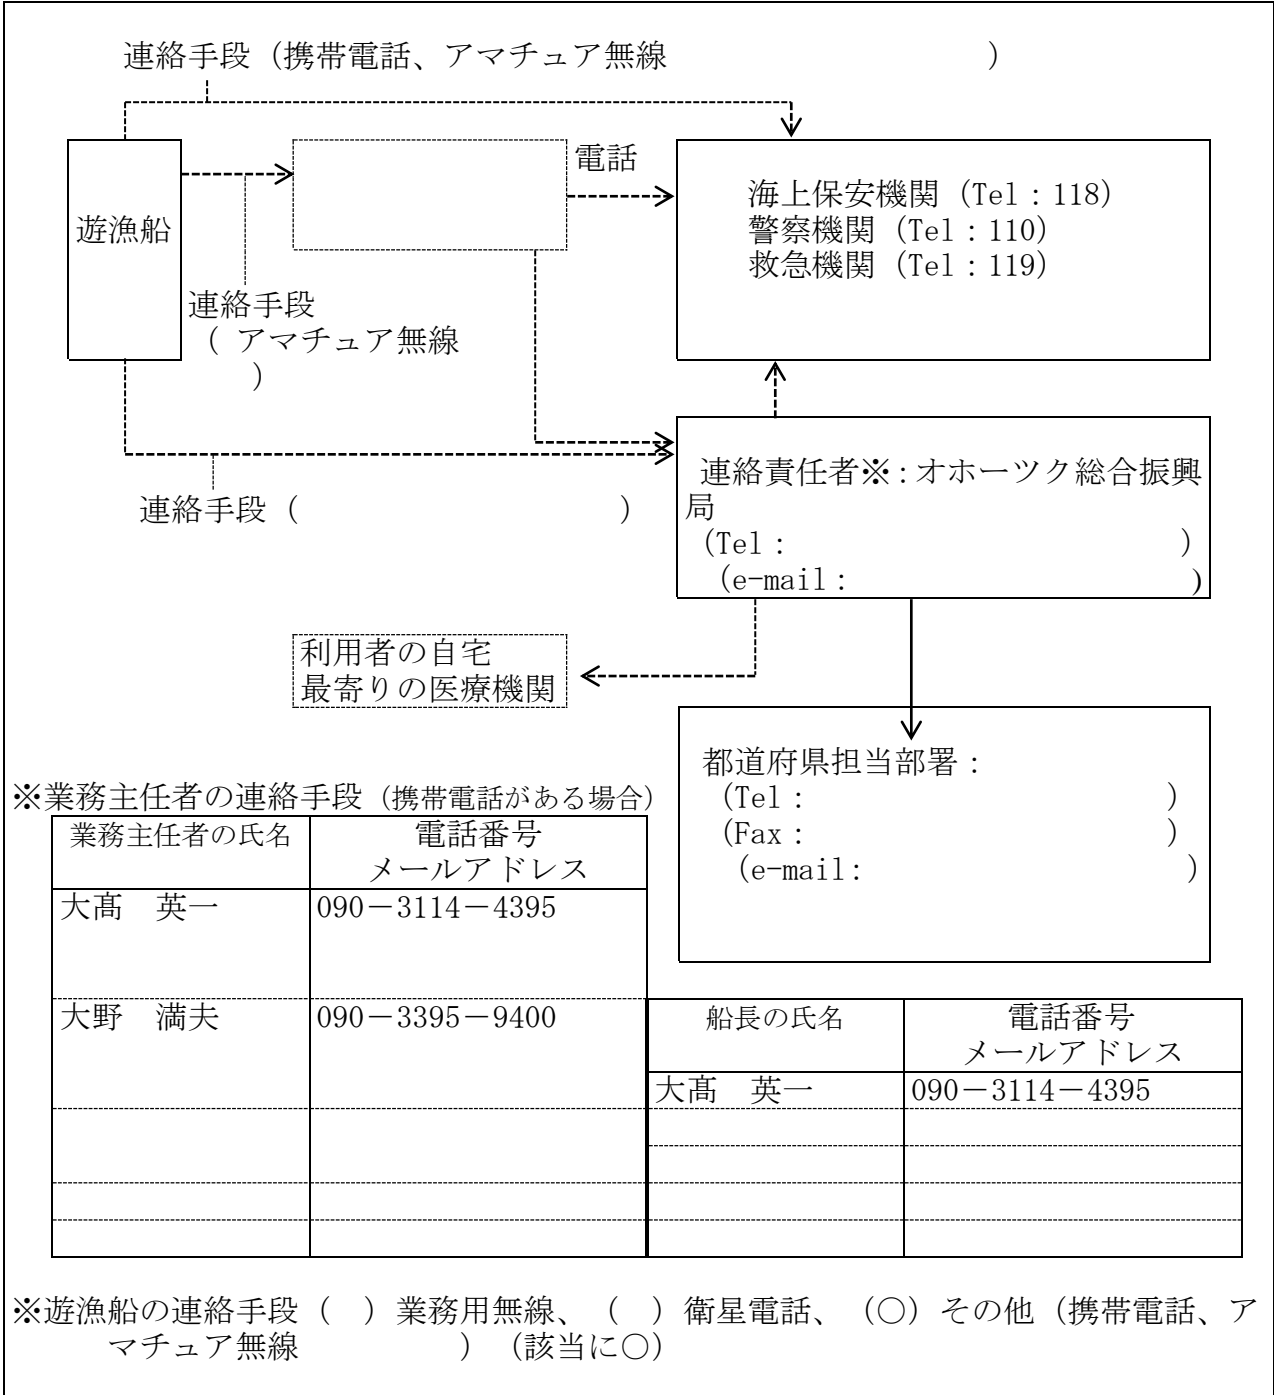 連絡手段（携帯電話、アマチュア無線　　　　　　　　　　）
電話
遊漁船
海上保安機関（Tel：118）
警察機関（Tel：110）
救急機関（Tel：119）
連絡手段
（ アマチュア無線
）
連絡責任者※：オホーツク総合振興
局
（Tel：　　　　　　　　　　　　）
（e-mail：　　　　　　　　　　　）
連絡手段（　　　　　　　　　　）
利用者の自宅
最寄りの医療機関
都道府県担当部署：
（Tel：　　　　　　　　　　　）
（Fax：　　　　　　　　　　　）
（e-mail：　　　　　　　　　　）
※業務主任者の連絡手段（携帯電話がある場合）
業務主任者の氏名　電話番号
メールアドレス
大髙　英一　090－3114－4395
大野　満夫　090－3395－9400
船長の氏名　電話番号
メールアドレス
大髙　英一　090－3114－4395
※遊漁船の連絡手段（　）業務用無線、（　）衛星電話、（○）その他（携帯電話、ア
マチュア無線　　　　　）（該当に○）